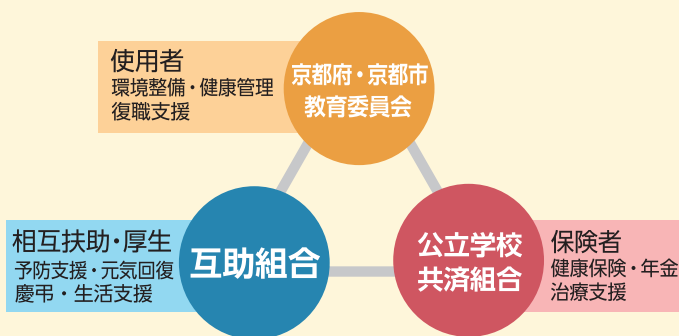 使用者
環境整備・健康管理
復職支援
京都府・京都市
教育委員会
相互扶助・厚生
予防支援・元気回復
慶弔・生活支援
互助組合
公立学校
共済組合
保険者
健康保険・年金
治療支援